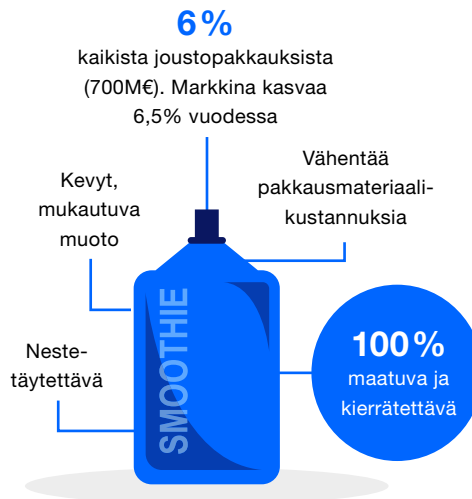 6 %
kaikista joustopakkauksista
(700M€). Markkina kasvaa
6,5% vuodessa
Vähentää
pakkausmateriaali-
kustannuksia
Kevyt,
mukautuva
muoto
SMOOTHIE
100 %
maatuva ja
kierrätettävä
Neste-
täytettävä